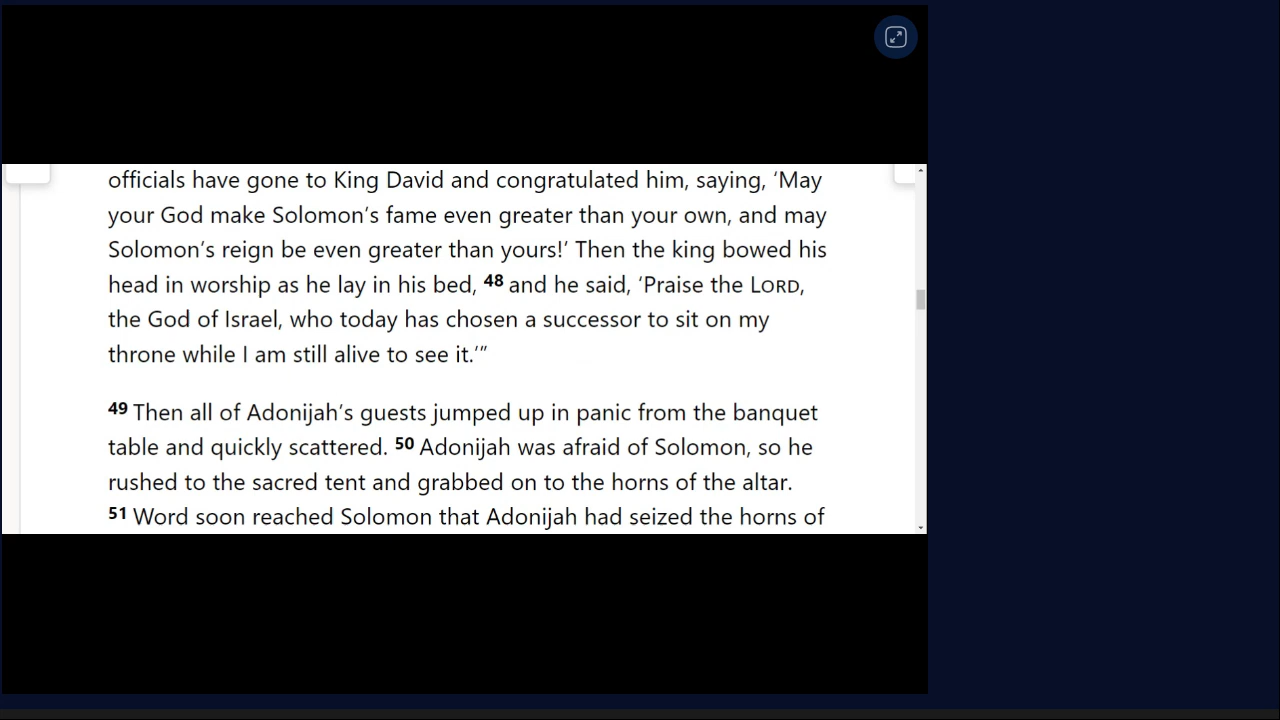 officials have gone to King David and congratulated him, saying, ‘May
your God make Solomon’s fame even greater than your own, and may
Solomon’s reign be even greater than yours!’ Then the king bowed his
head in worship as he lay in his bed, 48 and he said, ‘Praise the LORD,
the God of Israel, who today has chosen a successor to sit on my
throne while I am still alive to see it.’”
49 Then all of Adonijah’s guests jumped up in panic from the banquet
table and quickly scattered. 50 Adonijah was afraid of Solomon, so he
rushed to the sacred tent and grabbed on to the horns of the altar.
51 Word soon reached Solomon that Adonijah had seized the horns of